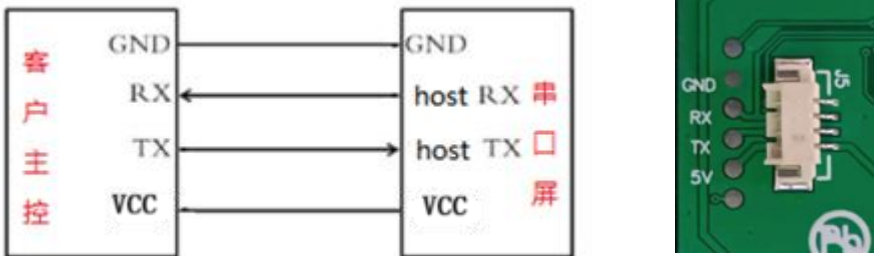 客户主控
GND
RX
TX
VCC
GND
host RX
host TX
VCC
串口屏
GND
RX
TX
5V
J5
Pb